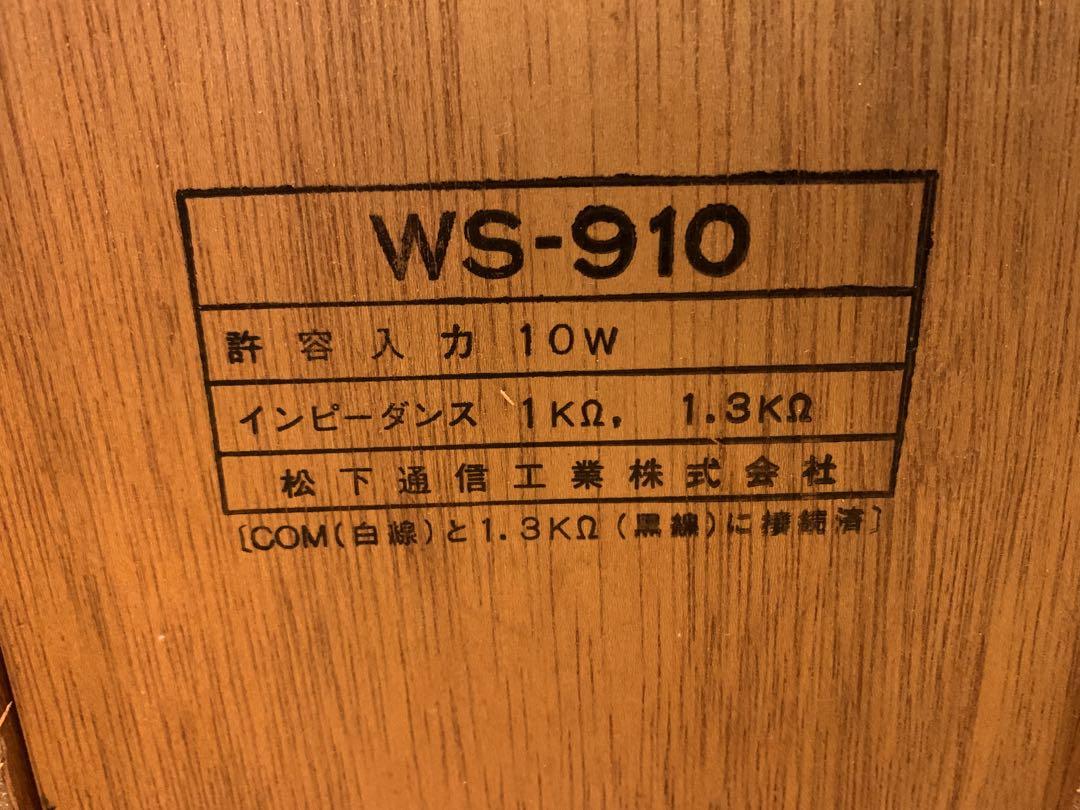 WS-910
許容入力 10W
インピーダンス 1KΩ, 1.3KΩ
松下通信工業株式会社
[COM(白線)と1.3KΩ(黒線)に接続済]